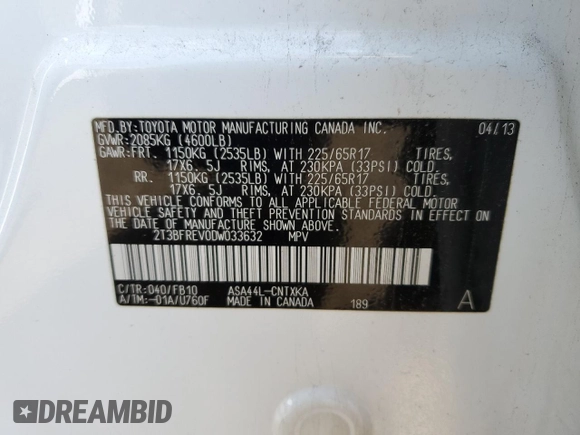 MFD.BY:TOYOTA MOTOR MANUFACTURING CANADA INC. 04/13
GVWR:2085KG (4600LB)
GAWR:FRT. 1150KG (2535LB) WITH 225/65R17 TIRES,
17X6. 5J RIMS, AT 230KPA (33PSI) COLD.
RR. 1150KG (2535LB) WITH 225/65R17 TIRES,
17X6. 5J RIMS, AT 230KPA (33PSI) COLD.
THIS VEHICLE CONFORMS TO ALL APPLICABLE FEDERAL MOTOR
VEHICLE SAFETY AND THEFT PREVENTION STANDARDS IN EFFECT ON
THE DATE OF MANUFACTURE SHOWN ABOVE.
2T3BFREV0DW033632 MPV
C/TR:040/FB10 ASA44L-CNTXKA
A/TM:-01A/U760F MADE IN CANADA 189 A
DREAMBID